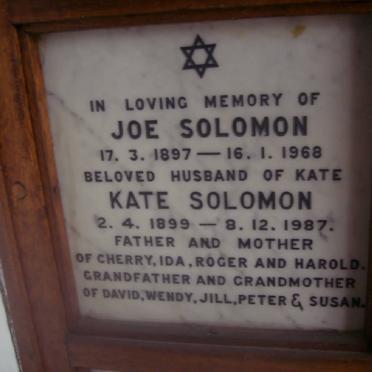 IN LOVING MEMORY OF
JOE SOLOMON
17. 3. 1897 — 16. 1. 1968
BELOVED HUSBAND OF KATE
KATE SOLOMON
2. 4. 1899 — 8. 12. 1987.
FATHER AND MOTHER
OF CHERRY, IDA, ROGER AND HAROLD.
GRANDFATHER AND GRANDMOTHER
OF DAVID, WENDY, JILL, PETER & SUSAN.